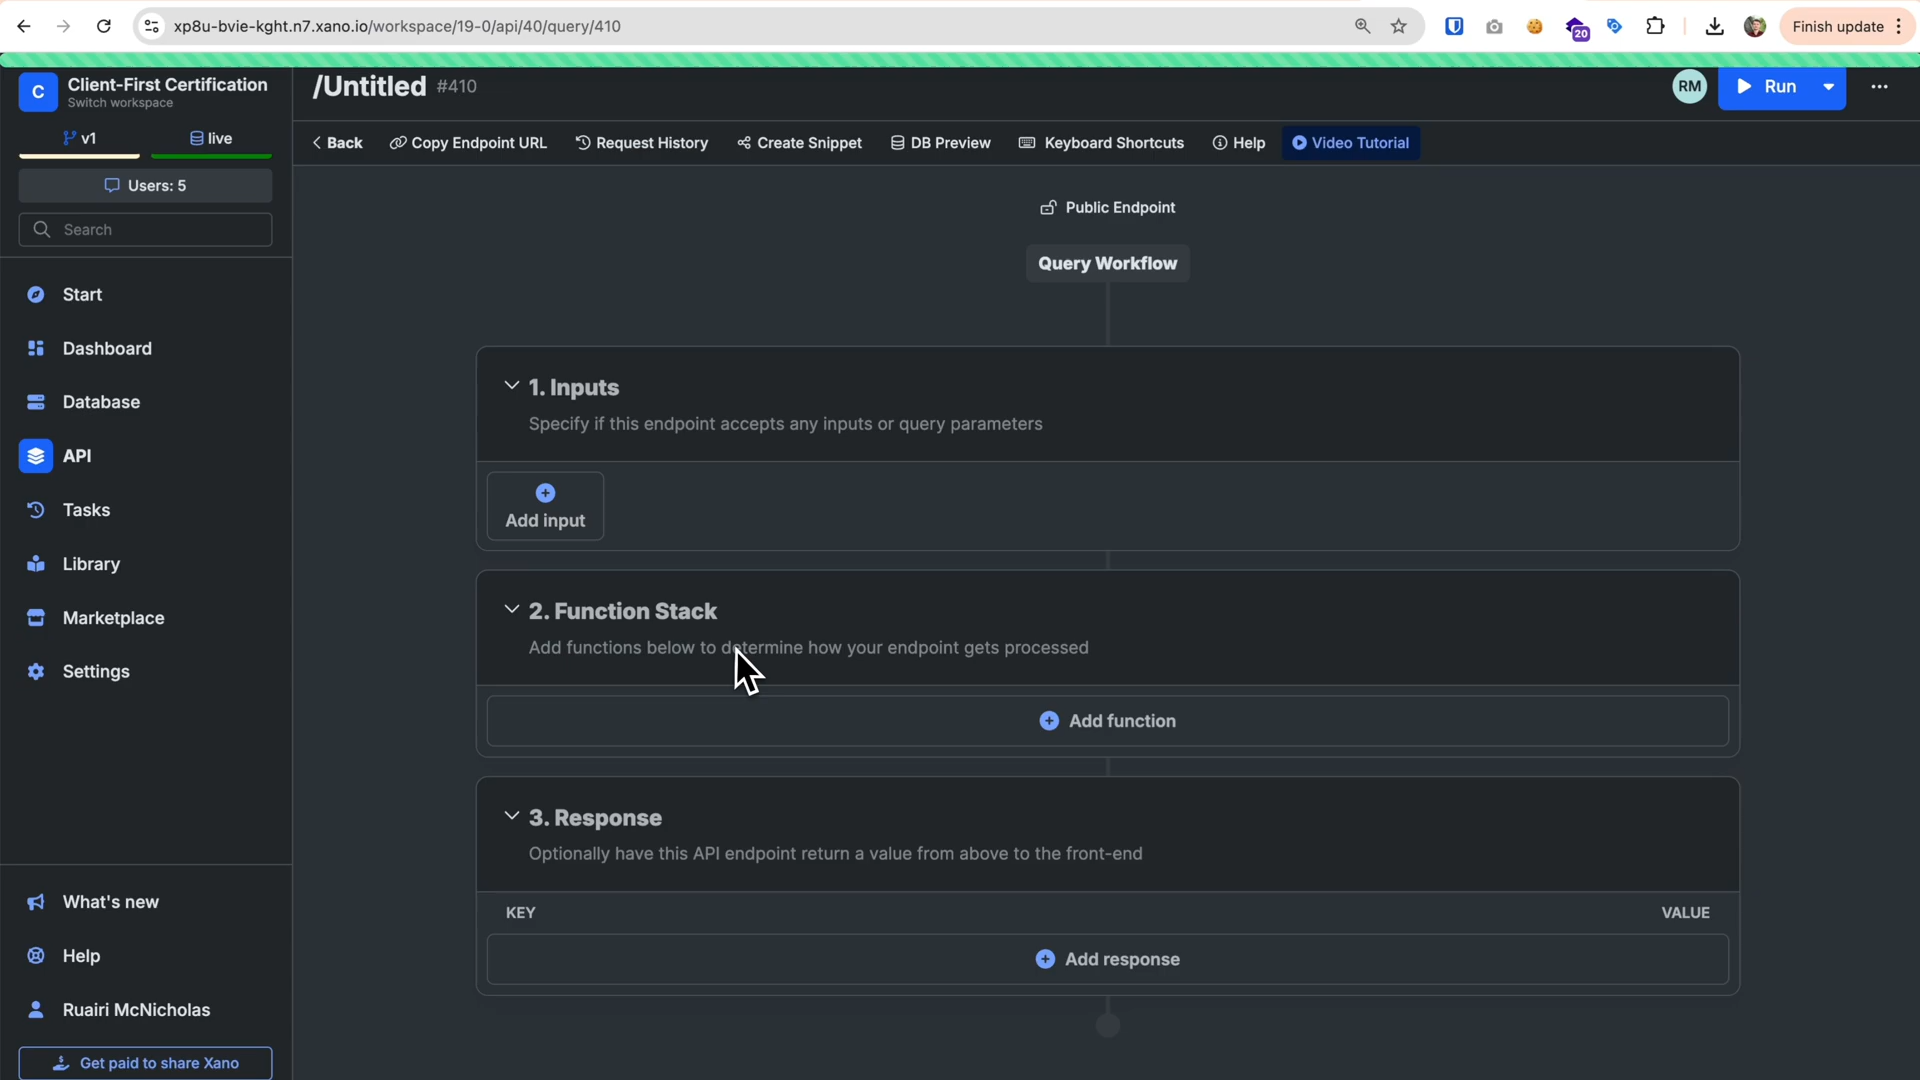 xp8u-bvie-kght.n7.xano.io/workspace/19-0/api/40/query/410
20
Finish update
C
Client-First Certification
Switch workspace
/Untitled #410
RM
Run
v1
live
Back
Copy Endpoint URL
Request History
Create Snippet
DB Preview
Keyboard Shortcuts
Help
Video Tutorial
Users: 5
Search
Public Endpoint
Query Workflow
Start
Dashboard
Database
API
Tasks
Library
Marketplace
Settings
1. Inputs
Specify if this endpoint accepts any inputs or query parameters
Add input
2. Function Stack
Add functions below to determine how your endpoint gets processed
Add function
3. Response
Optionally have this API endpoint return a value from above to the front-end
KEY
VALUE
Add response
What's new
Help
Ruairi McNicholas
Get paid to share Xano